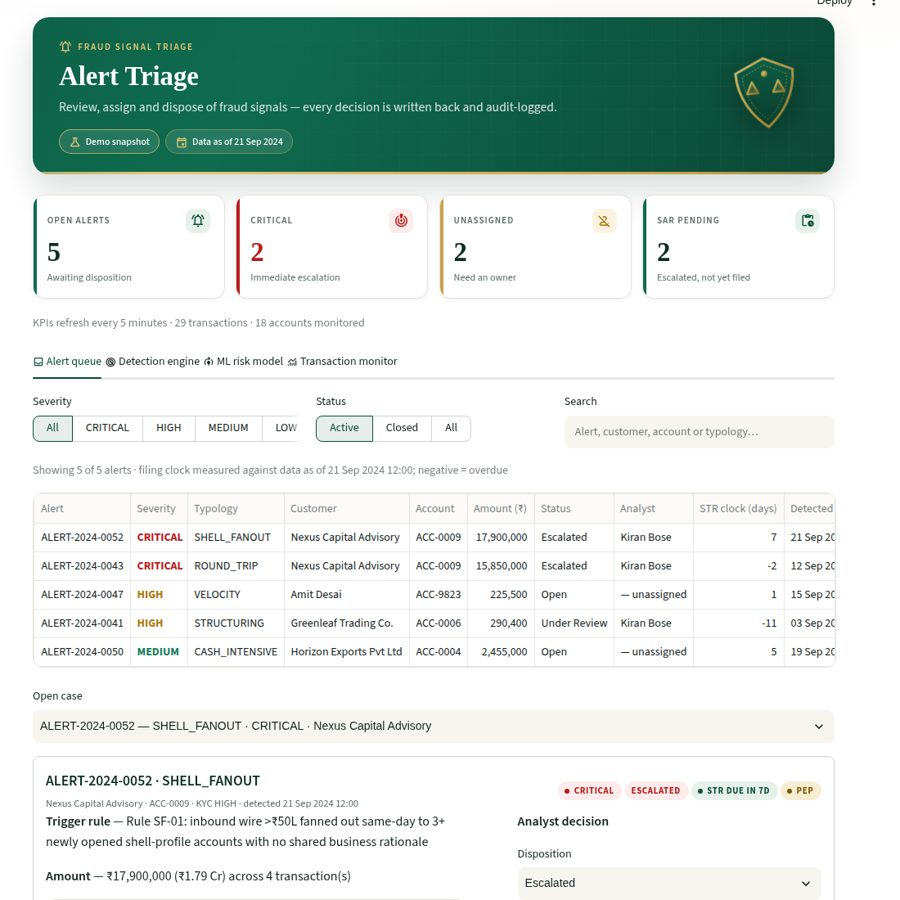 Deploy
FRAUD SIGNAL TRIAGE
Alert Triage
Review, assign and dispose of fraud signals — every decision is written back and audit-logged.
Demo snapshot
Data as of 21 Sep 2024
OPEN ALERTS
5
Awaiting disposition
CRITICAL
2
Immediate escalation
UNASSIGNED
2
Need an owner
SAR PENDING
2
Escalated, not yet filed
KPIs refresh every 5 minutes · 29 transactions · 18 accounts monitored
Alert queue Detection engine ML risk model Transaction monitor
Severity
All CRITICAL HIGH MEDIUM LOW
Status
Active Closed All
Search
Alert, customer, account or typology…
Showing 5 of 5 alerts · filing clock measured against data as of 21 Sep 2024 12:00; negative = overdue
Alert Severity Typology Customer Account Amount (₹) Status Analyst STR clock (days) Detected
ALERT-2024-0052 CRITICAL SHELL_FANOUT Nexus Capital Advisory ACC-0009 17,900,000 Escalated Kiran Bose 7 21 Sep 20
ALERT-2024-0043 CRITICAL ROUND_TRIP Nexus Capital Advisory ACC-0009 15,850,000 Escalated Kiran Bose -2 12 Sep 20
ALERT-2024-0047 HIGH VELOCITY Amit Desai ACC-9823 225,500 Open — unassigned 1 15 Sep 20
ALERT-2024-0041 HIGH STRUCTURING Greenleaf Trading Co. ACC-0006 290,400 Under Review Kiran Bose -11 03 Sep 20
ALERT-2024-0050 MEDIUM CASH_INTENSIVE Horizon Exports Pvt Ltd ACC-0004 2,455,000 Open — unassigned 5 19 Sep 20
Open case
ALERT-2024-0052 — SHELL_FANOUT · CRITICAL · Nexus Capital Advisory
ALERT-2024-0052 · SHELL_FANOUT
CRITICAL ESCALATED STR DUE IN 7D PEP
Nexus Capital Advisory · ACC-0009 · KYC HIGH · detected 21 Sep 2024 12:00
Trigger rule — Rule SF-01: inbound wire >₹50L fanned out same-day to 3+
newly opened shell-profile accounts with no shared business rationale
Amount — ₹17,900,000 (₹1.79 Cr) across 4 transaction(s)
Analyst decision
Disposition
Escalated